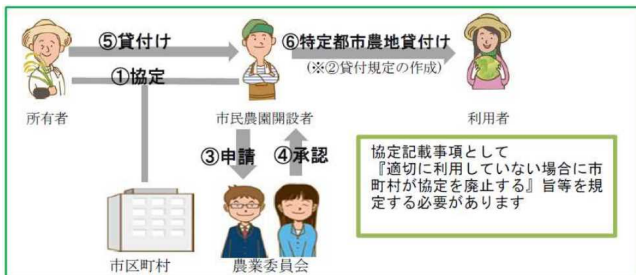 ⑤貸付け
⑥特定都市農地貸付け
(※②貸付規定の作成)
①協定
所有者
市民農園開設者
利用者
③申請
④承認
協定記載事項として
『適切に利用していない場合に市
町村が協定を廃止する』旨等を規
定する必要があります
市区町村
農業委員会